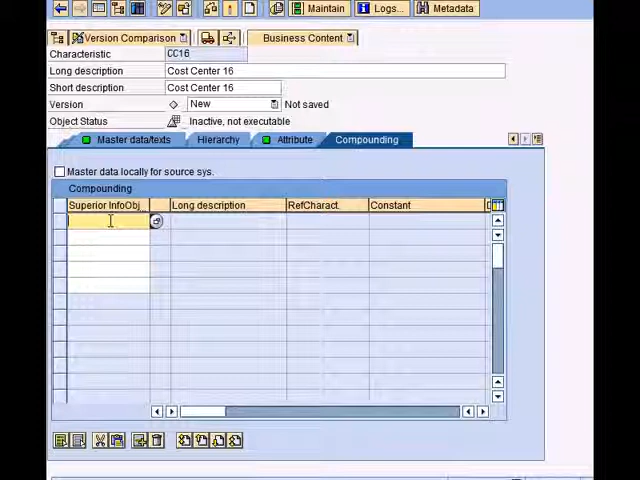 Maintain Logs... Metadata
Version Comparison Business Content
Characteristic CC16
Long description Cost Center 16
Short description Cost Center 16
Version New Not saved
Object Status Inactive, not executable
Master data/texts Hierarchy Attribute Compounding
Master data locally for source sys.
Compounding
Superior InfoObj... Long description RefCharact. Constant